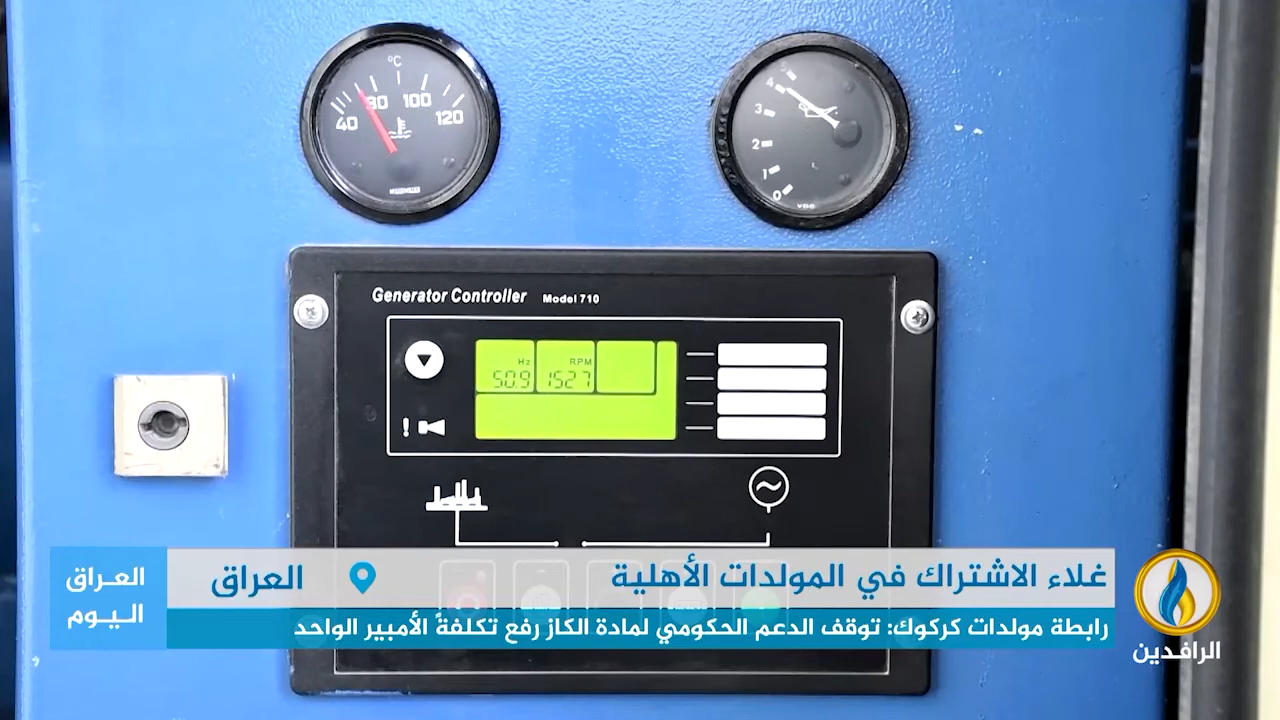 °C
40 80 100 120
5
4
3
2
1
0
VDO
Generator Controller Model 710
Hz RPM
50.9 1527
!
غلاء الاشتراك في المولدات الأهلية
العراق
العراق اليوم
رابطة مولدات كركوك: توقف الدعم الحكومي لمادة الكاز رفع تكلفةً الأمبير الواحد
الرافدين